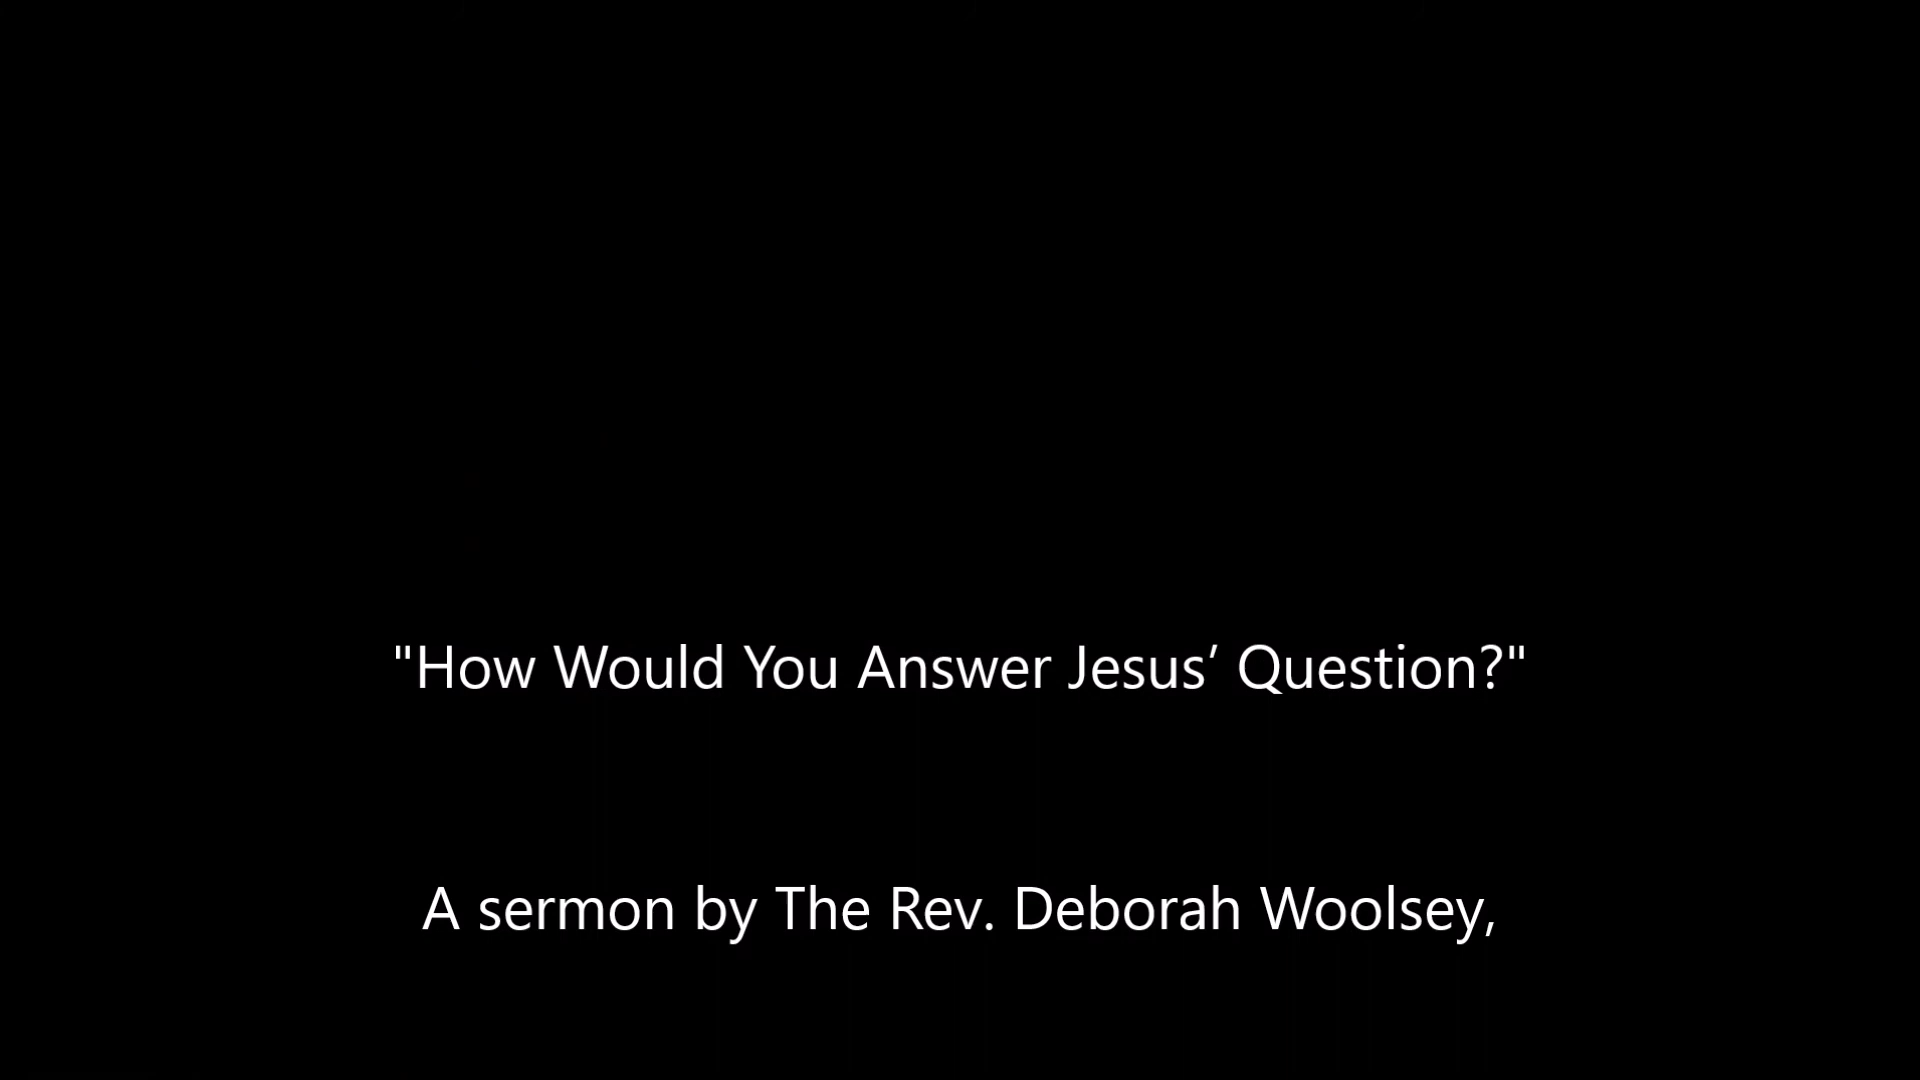 "How Would You Answer Jesus’ Question?"
A sermon by The Rev. Deborah Woolsey,